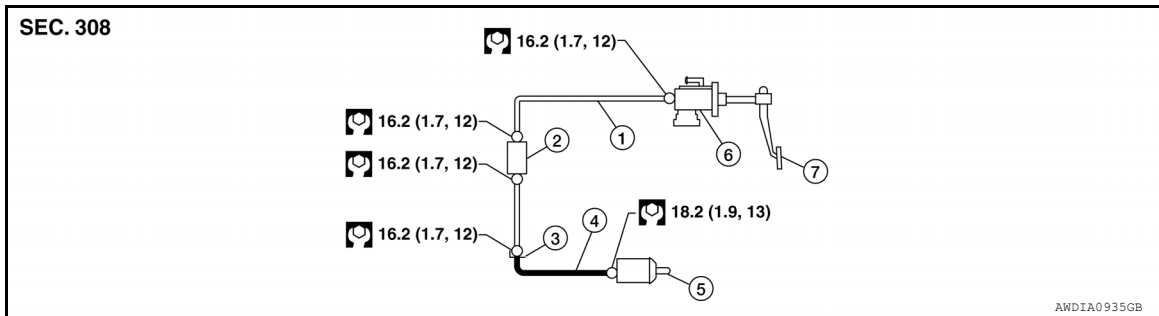 SEC. 308
16.2 (1.7, 12)
16.2 (1.7, 12)
1
2
6
16.2 (1.7, 12)
7
18.2 (1.9, 13)
4
16.2 (1.7, 12)
3
5
AWDIA0935GB